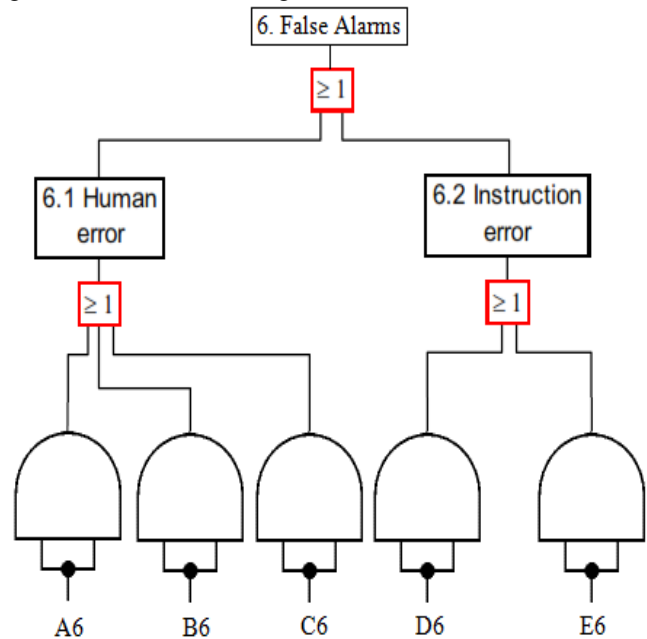 6. False Alarms
≥ 1
6.1 Human
error
6.2 Instruction
error
≥ 1
≥ 1
A6
B6
C6
D6
E6